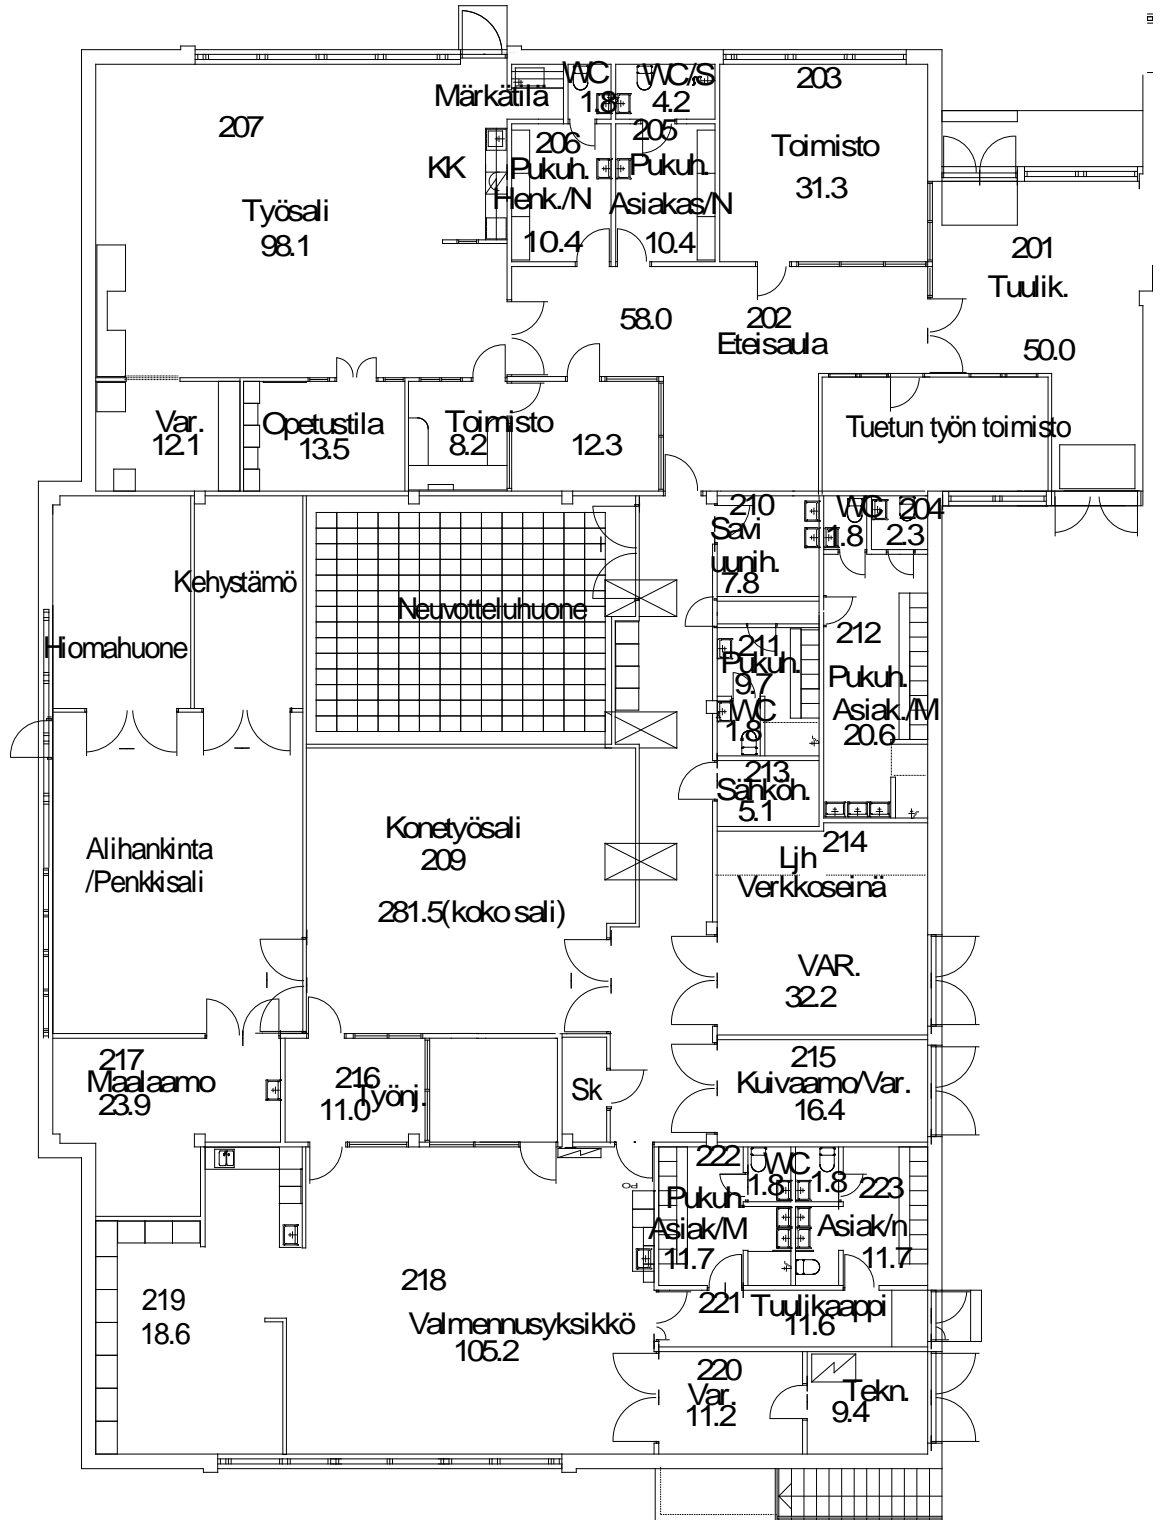 WC
1.8
WC/S
4.2
203
Märkätilä
207
206
205
Toimisto
31.3
KK
Pukuh.
Henk./N
10.4
Pukuh.
Asiakas/N
10.4
Työsali
98.1
201
Tuulik.
50.0
58.0
202
Eteisaula
Var.
12.1
Opetustila
13.5
Toimisto
8.2
12.3
Tuetun työn toimisto
210
Savi
uunih.
7.8
WC
1.8
204
2.3
Kehystämö
Neuvotteluhuone
Hiomahuone
211
Pukuh.
9.7
WC
1.8
212
Pukuh.
Asiak./M
20.6
213
Sähköh.
5.1
Alihankinta
/Penkkisali
Konetyösali
209
281.5(koko sali)
214
Ljh
Verkkoseinä
VAR.
32.2
217
Maalaamo
23.9
216
Työnj.
11.0
Sk
215
Kuivaamo/Var.
16.4
222
WC
1.8
1.8
223
PO
Pukuh.
Asiak/M
11.7
Asiak/n
11.7
219
18.6
218
Valmennusyksikkö
105.2
221
Tuulikaappi
11.6
220
Var.
11.2
Tekn.
9.4